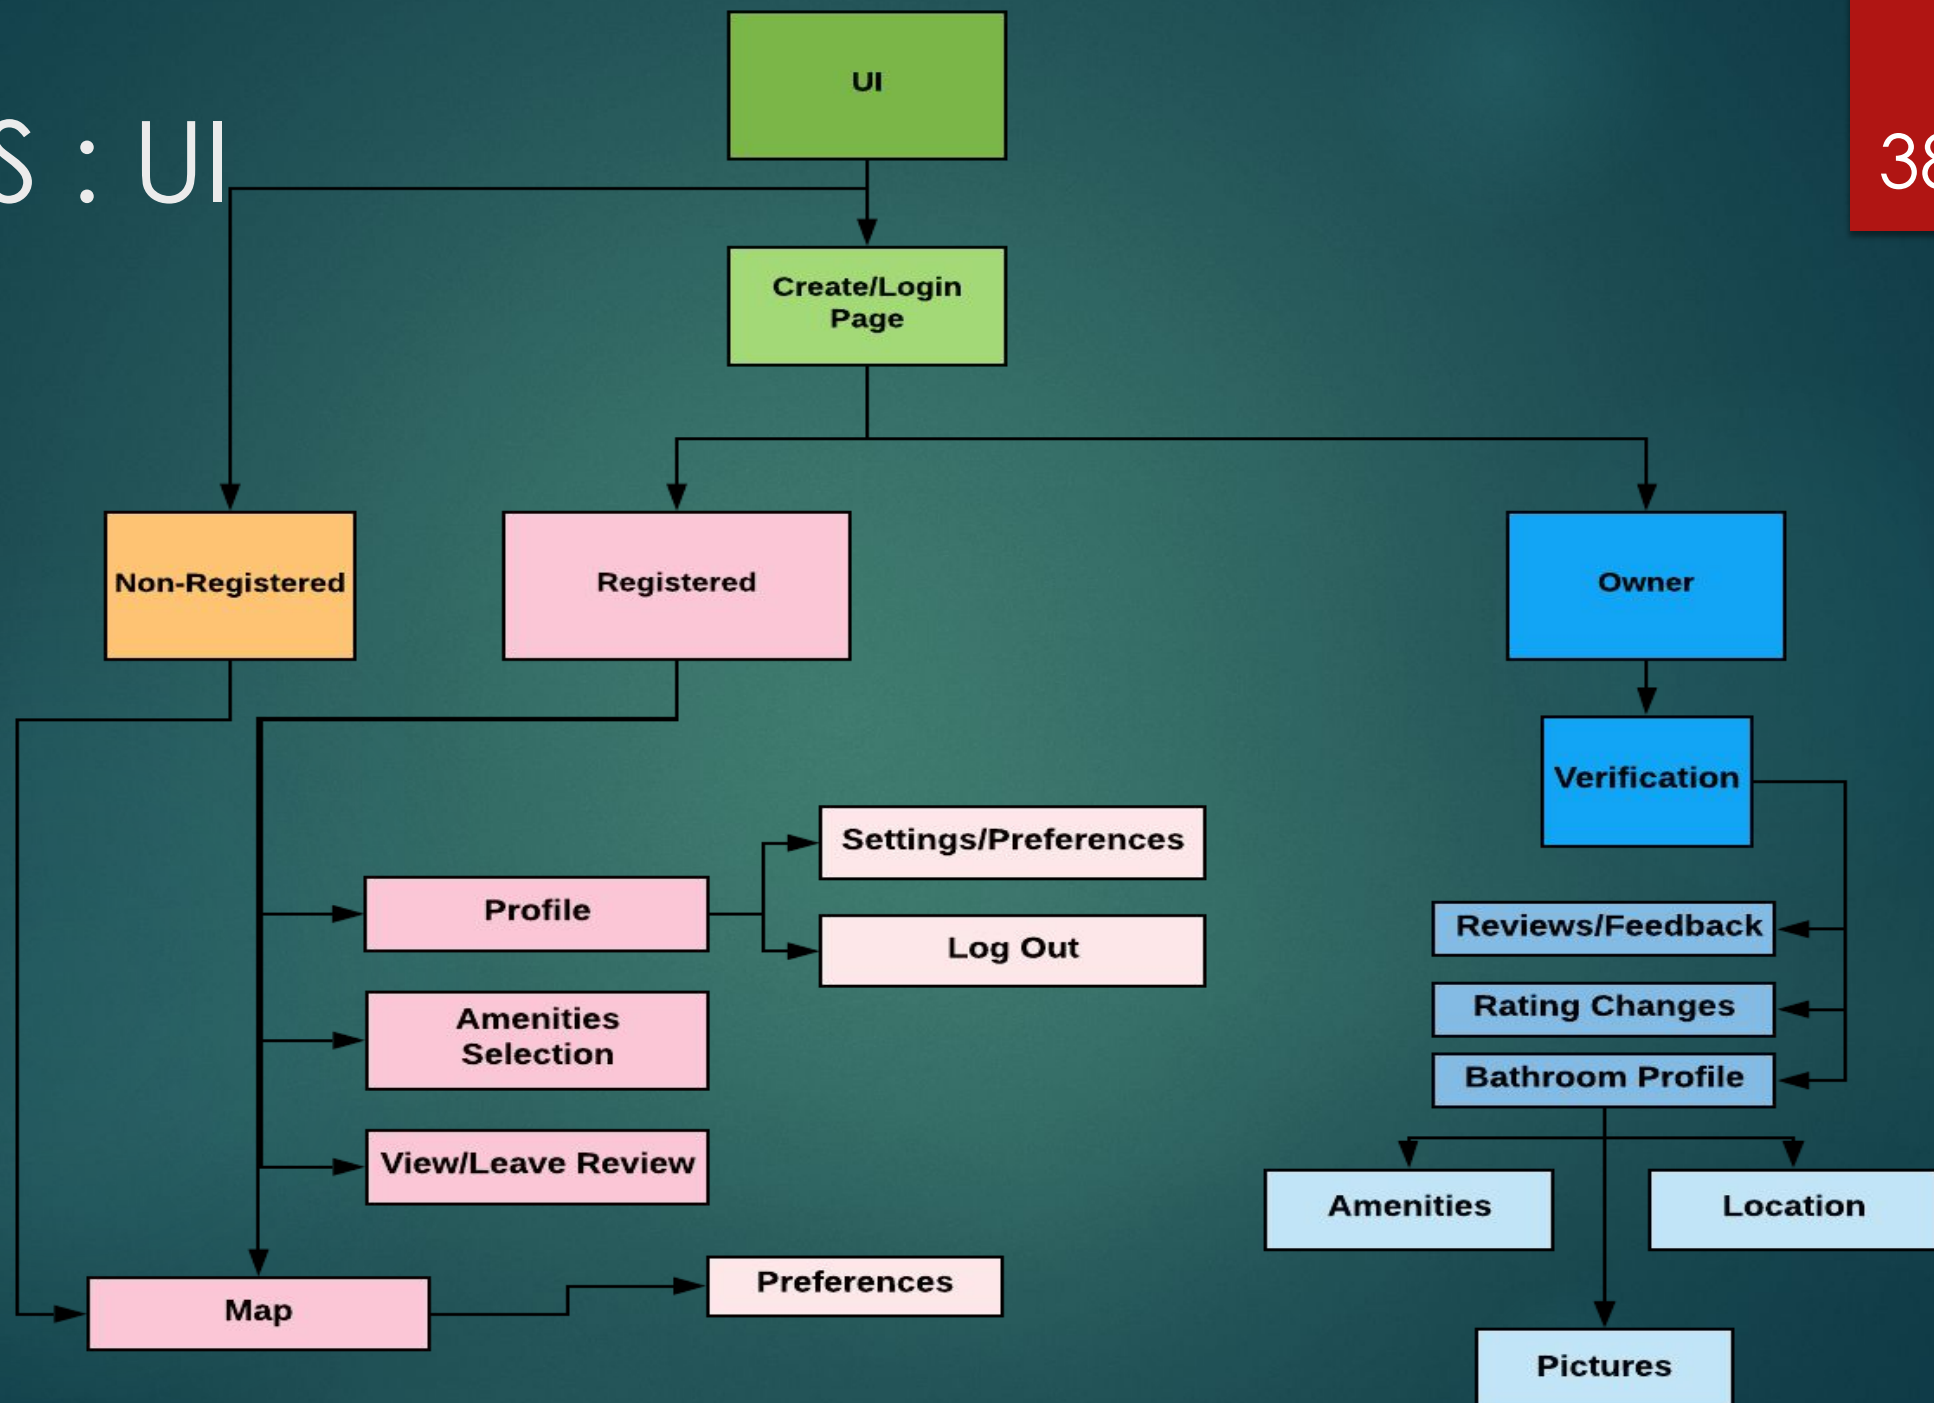 UI
S : UI
38
Create/Login
Page
Non-Registered
Registered
Owner
Verification
Settings/Preferences
Profile
Reviews/Feedback
Log Out
Rating Changes
Amenities
Selection
Bathroom Profile
View/Leave Review
Amenities
Location
Preferences
Map
Pictures